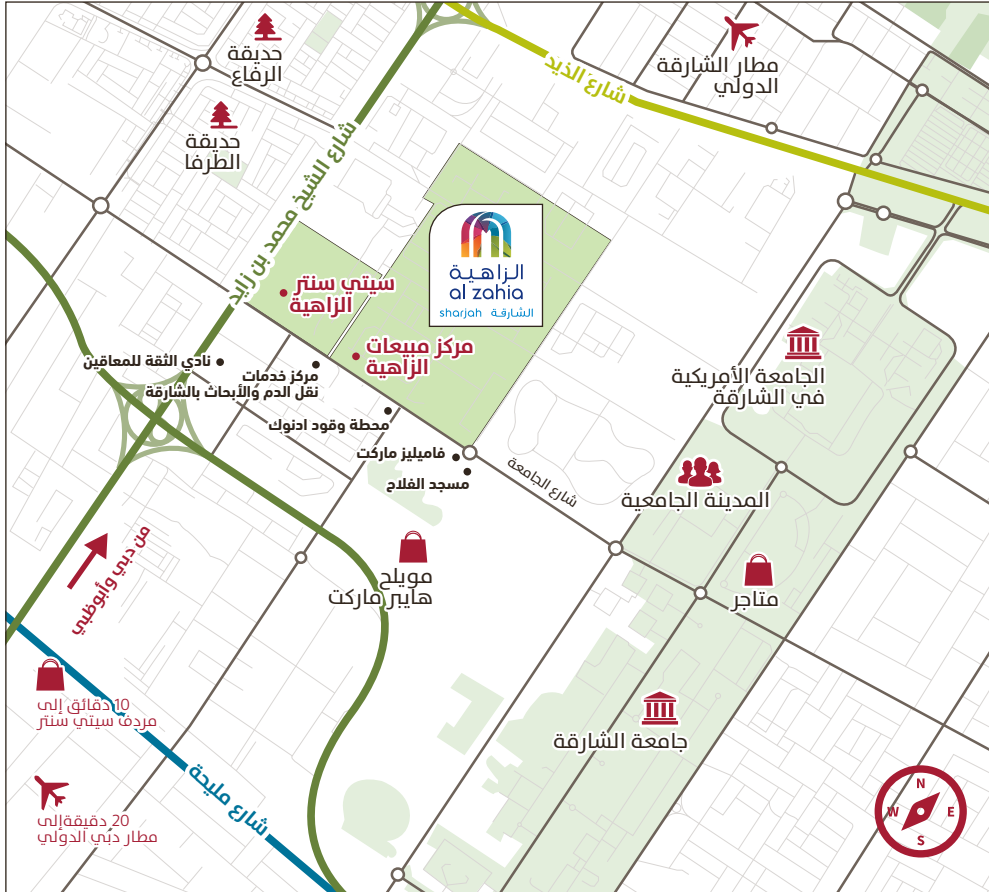 حديقة
الرفاع
مطار الشارقة
الدولي
شارع الذيد
حديقة
الطرفا
شارع الشيخ محمد بن زايد
الزاهية
al zahia
sharjah الشارقة
سيتي سنتر
الزاهية
مركز مبيعات
الزاهية
نادي الثقة للمعاقين
مركز خدمات
نقل الدم والأبحاث بالشارقة
الجامعة الأمريكية
في الشارقة
محطة وقود ادنوك
فاميليز ماركت
مسجد الفلاح
شارع الجامعة
المدينة الجامعية
من دبي وأبوظبي
مويلح
هايبر ماركت
متاجر
10 دقائق إلى
مردف سيتي سنتر
جامعة الشارقة
شارع مليحة
20 دقيقةإلى
مطار دبي الدولي
N
W E
S